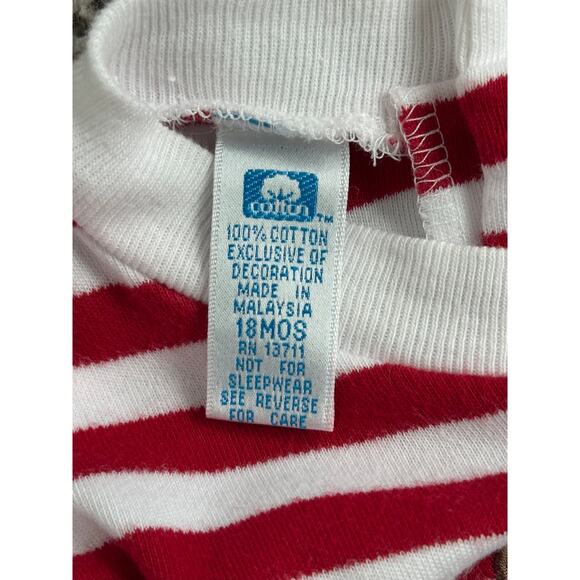 cotton
TM
100% COTTON
EXCLUSIVE OF
DECORATION
MADE IN
MALAYSIA
18MOS
RN 13711
NOT FOR
SLEEPWEAR
SEE REVERSE
FOR CARE